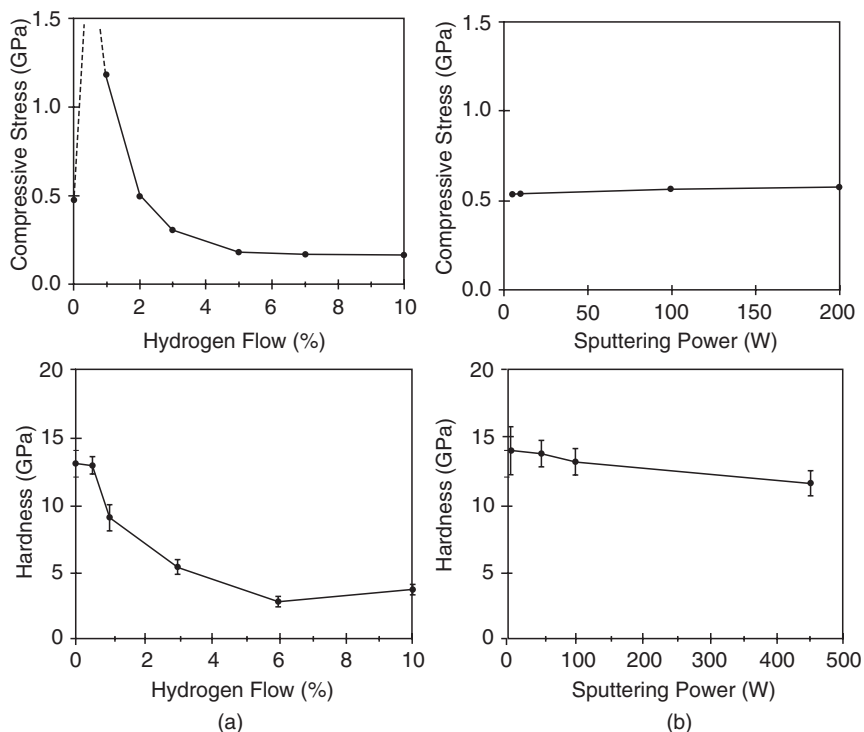 Compressive Stress (GPa)
1.5
1.0
0.5
0.0
0 2 4 6 8 10
Hydrogen Flow (%)
Compressive Stress (GPa)
1.5
1.0
0.5
0.0
0 50 100 150 200
Sputtering Power (W)
Hardness (GPa)
20
15
10
5
0
0 2 4 6 8 10
Hydrogen Flow (%)
(a)
Hardness (GPa)
20
15
10
5
0
0 100 200 300 400 500
Sputtering Power (W)
(b)